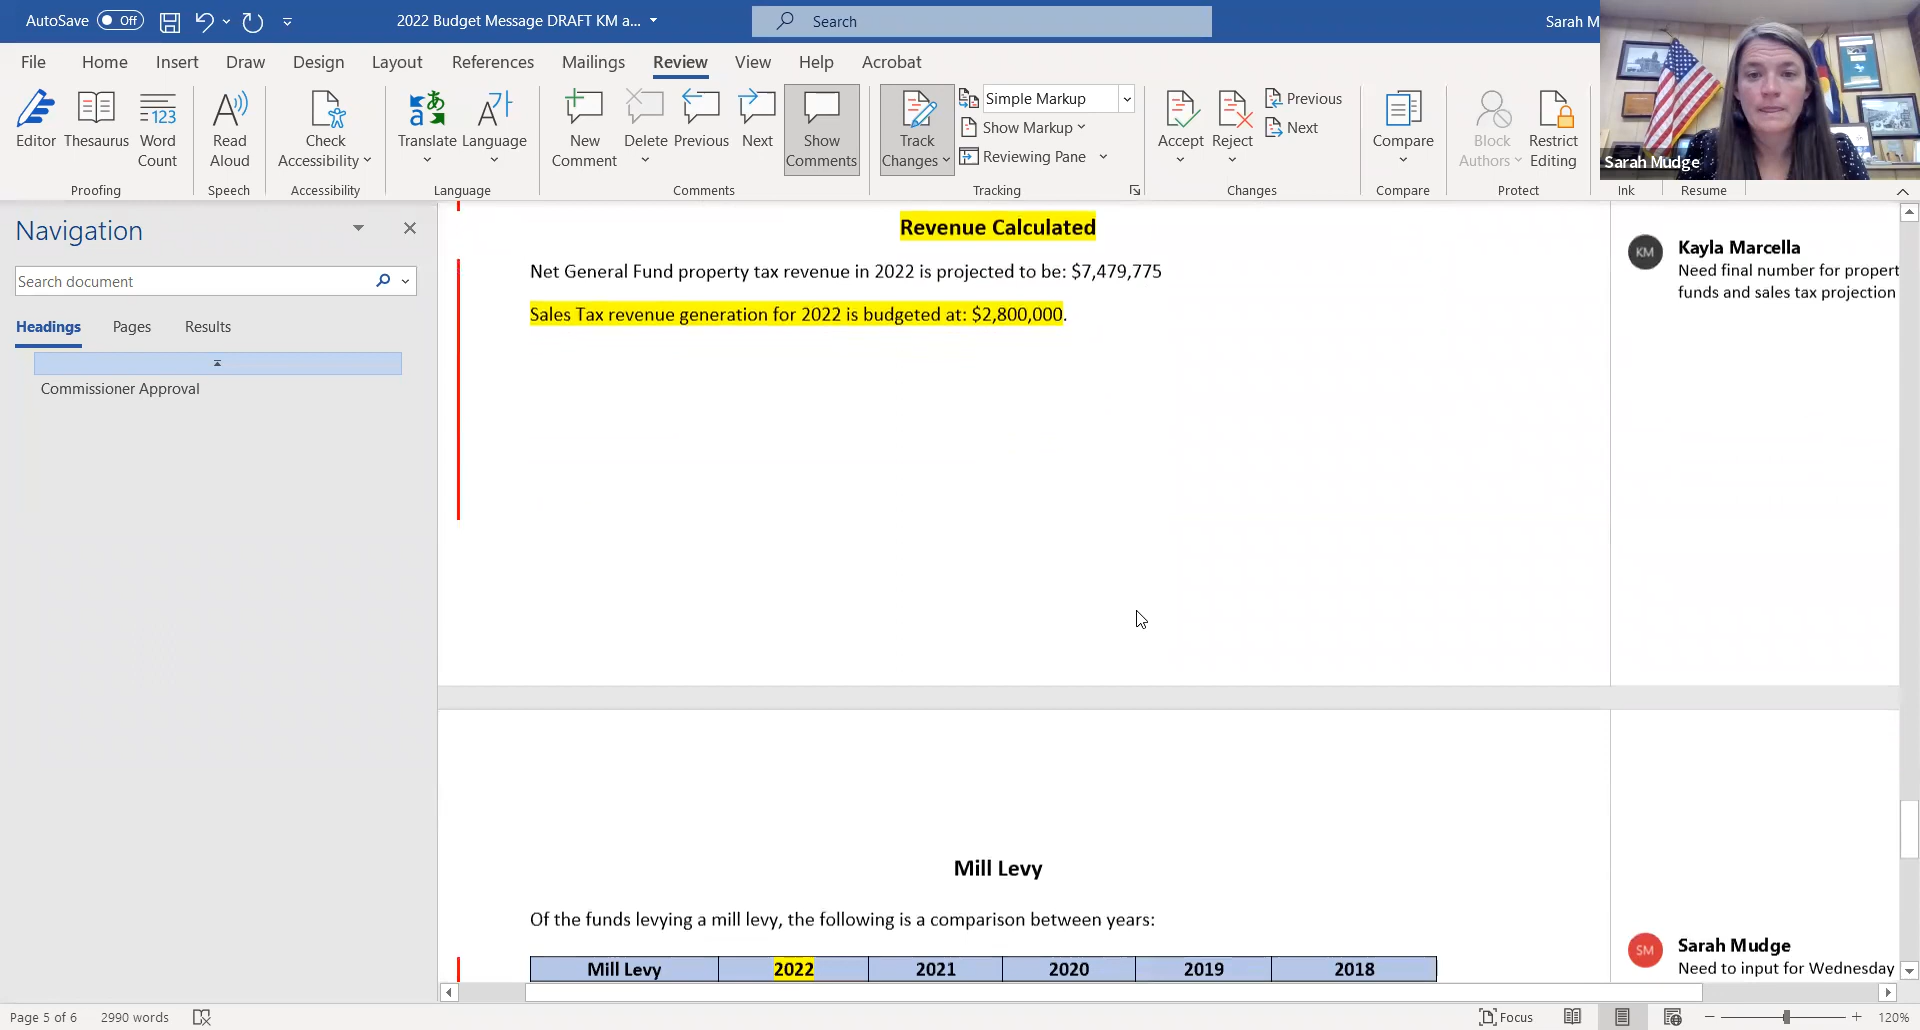 AutoSave Off 2022 Budget Message DRAFT KM a... Search Sarah M
File Home Insert Draw Design Layout References Mailings Review View Help Acrobat
Editor Thesaurus Word Count Read Aloud Check Accessibility Translate Language New Comment Delete Previous Next Show Comments Track Changes Simple Markup Show Markup Reviewing Pane Accept Reject Previous Next Compare Block Authors Restrict Editing
Sarah Mudge
Proofing Speech Accessibility Language Comments Tracking Changes Compare Protect Ink Resume
Navigation
Search document
Headings Pages Results
Commissioner Approval
Revenue Calculated
Net General Fund property tax revenue in 2022 is projected to be: $7,479,775
Sales Tax revenue generation for 2022 is budgeted at: $2,800,000.
KM Kayla Marcella
Need final number for propert
funds and sales tax projection
Mill Levy
Of the funds levying a mill levy, the following is a comparison between years:
Mill Levy 2022 2021 2020 2019 2018
SM Sarah Mudge
Need to input for Wednesday
Page 5 of 6 2990 words Focus 120%